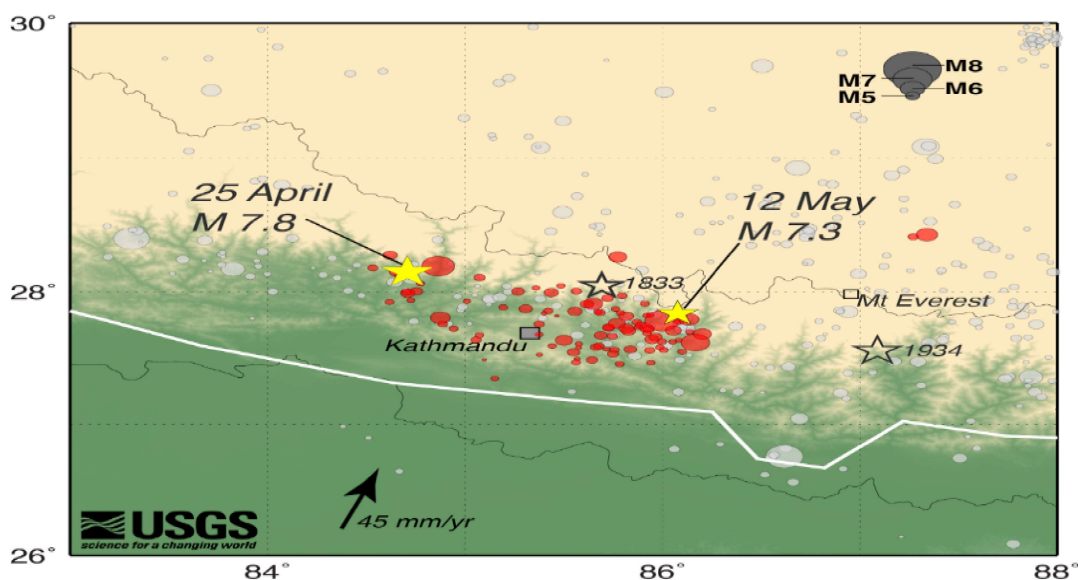 30°
M8
M7
M6
M5
25 April
M 7.8
12 May
M 7.3
1833
28°
Mt Everest
Kathmandu
1934
45 mm/yr
USGS
science for a changing world
26°
84°
86°
88°